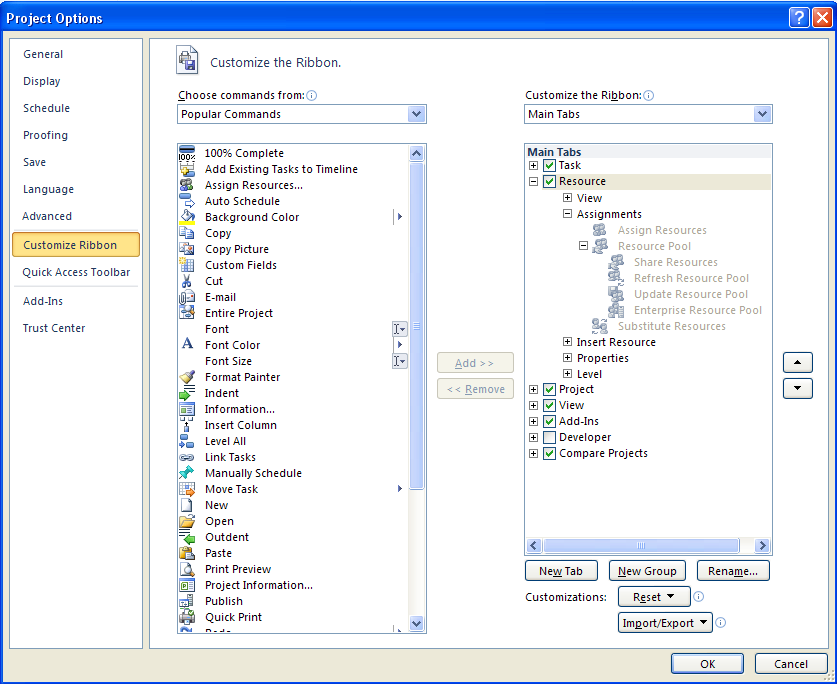 Project Options
General
Display
Schedule
Proofing
Save
Language
Advanced
Customize Ribbon
Quick Access Toolbar
Add-Ins
Trust Center
Customize the Ribbon.
Choose commands from:
Popular Commands
100% Complete
Add Existing Tasks to Timeline
Assign Resources...
Auto Schedule
Background Color
Copy
Copy Picture
Custom Fields
Cut
E-mail
Entire Project
Font
Font Color
Font Size
Format Painter
Indent
Information...
Insert Column
Level All
Link Tasks
Manually Schedule
Move Task
New
Open
Outdent
Paste
Print Preview
Project Information...
Publish
Quick Print
Add >>
<< Remove
Customize the Ribbon:
Main Tabs
Main Tabs
Task
Resource
View
Assignments
Assign Resources
Resource Pool
Share Resources
Refresh Resource Pool
Update Resource Pool
Enterprise Resource Pool
Substitute Resources
Insert Resource
Properties
Level
Project
View
Add-Ins
Developer
Compare Projects
New Tab
New Group
Rename...
Customizations:
Reset
Import/Export
OK
Cancel